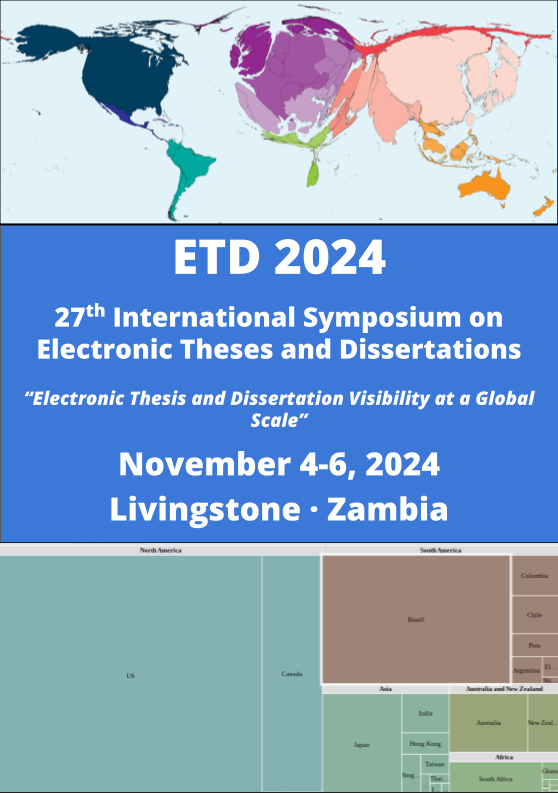 ETD 2024
27th International Symposium on
Electronic Theses and Dissertations
“Electronic Thesis and Dissertation Visibility at a Global
Scale”
November 4-6, 2024
Livingstone · Zambia
North America
South America
US
Canada
Brazil
Colombia
Chile
Peru
Argentina
El...
Nic...
Asia
Australia and New Zealand
Japan
India
Hong Kong
Sing...
Taiwan
Thai...
Australia
New Zeal...
Africa
South Africa
Ghana